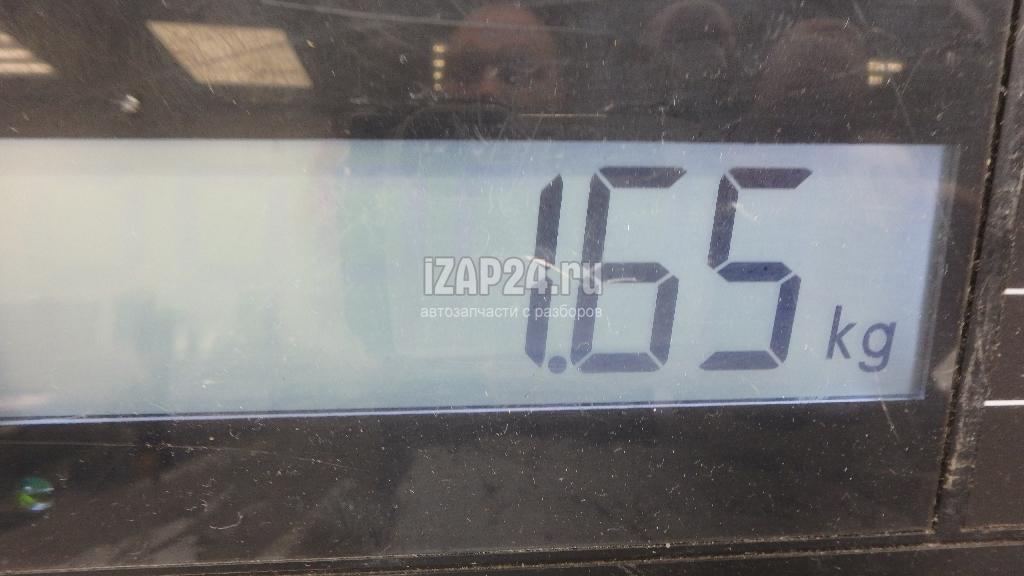 1.65 kg
iZAP24.ru
автозапчасти с разборов